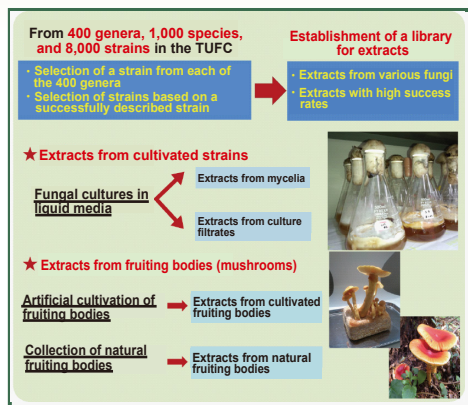 From 400 genera, 1,000 species,
and 8,000 strains in the TUFC
・Selection of a strain from each of
the 400 genera
・Selection of strains based on a
successfully described strain
Establishment of a library
for extracts
・Extracts from various fungi
・Extracts with high success
rates
★Extracts from cultivated strains
Fungal cultures in
liquid media
Extracts from mycelia
Extracts from culture
filtrates
★ Extracts from fruiting bodies (mushrooms)
Artificial cultivation of
fruiting bodies
Extracts from cultivated
fruiting bodies
Collection of natural
fruiting bodies
Extracts from natural
fruiting bodies